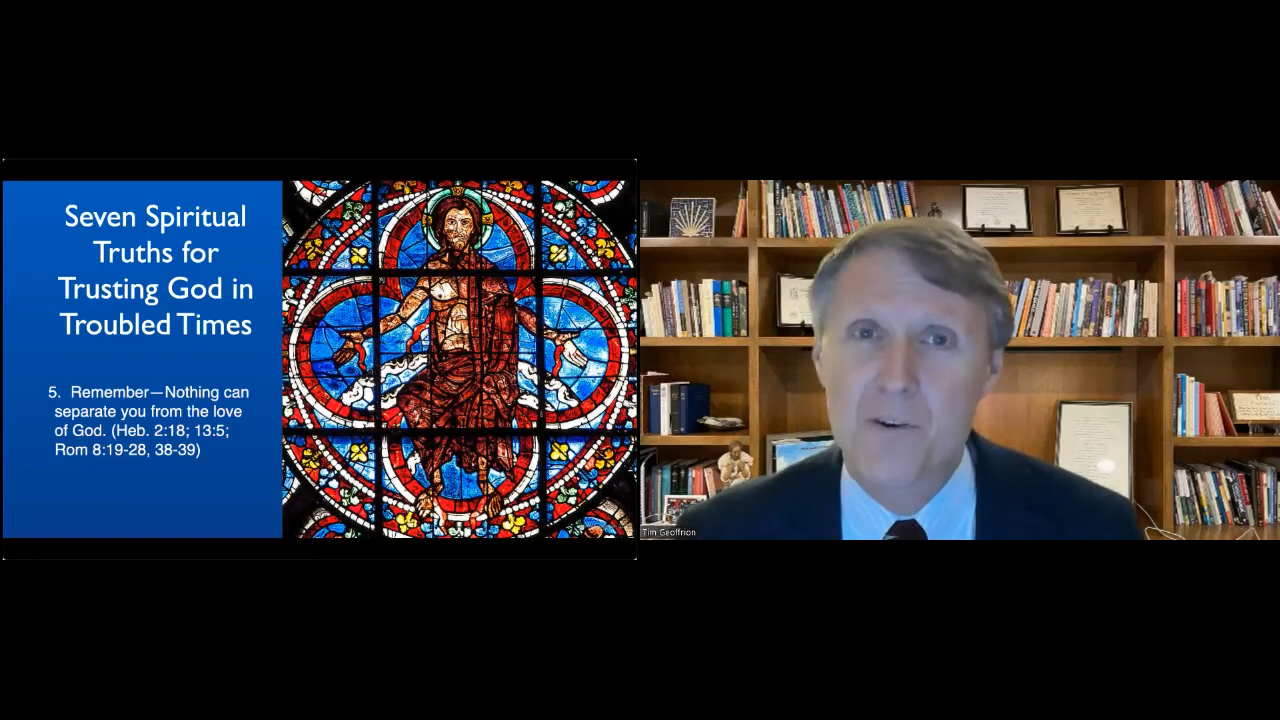 Seven Spiritual
Truths for
Trusting God in
Troubled Times
5. Remember—Nothing can
separate you from the love
of God. (Heb. 2:18; 13:5;
Rom 8:19-28, 38-39)
Tim Geoffrion